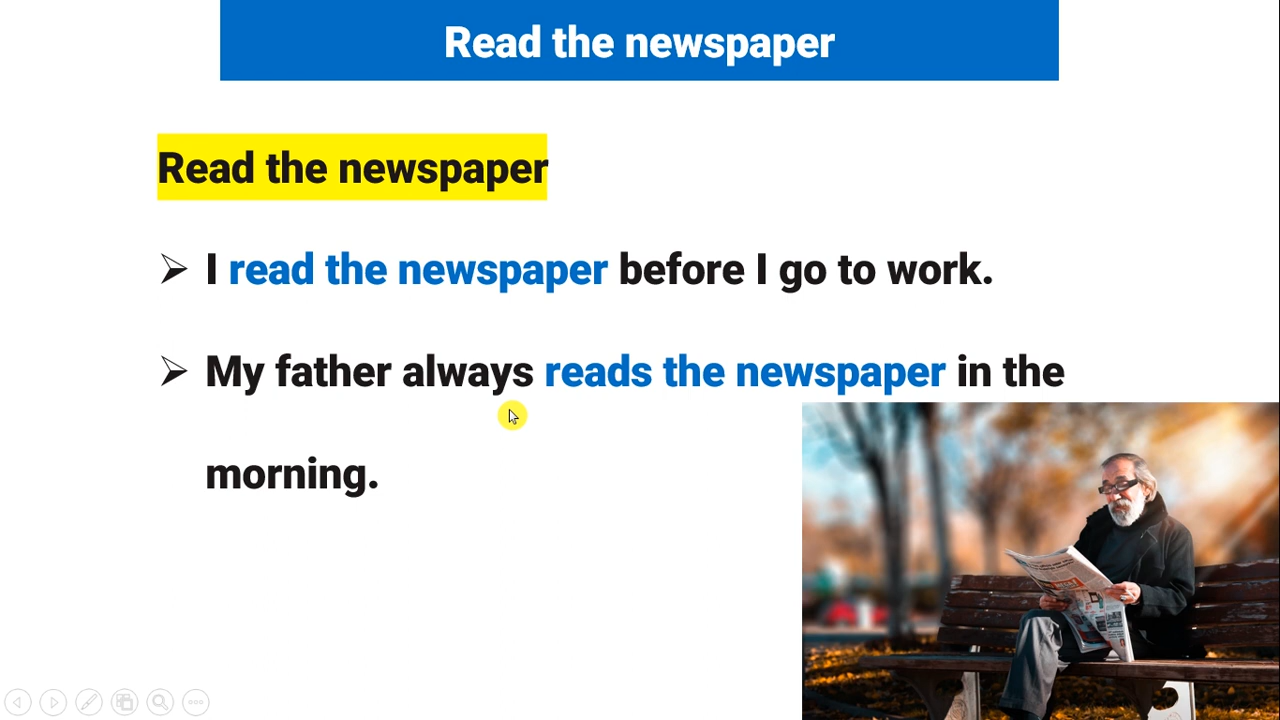 Read the newspaper
Read the newspaper
➢ I read the newspaper before I go to work.
➢ My father always reads the newspaper in the
morning.